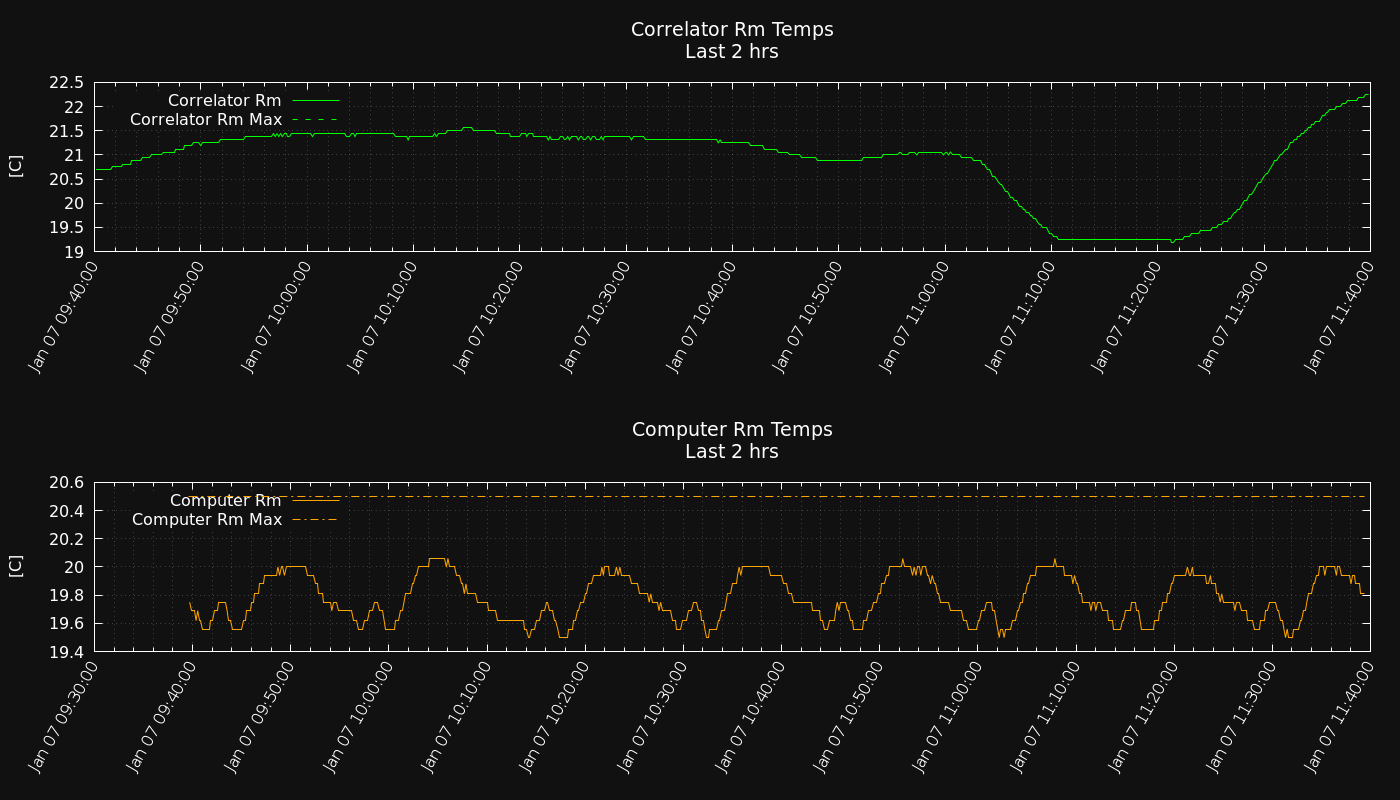 Correlator Rm Temps
Last 2 hrs
22.5
22
21.5
21
20.5
20
19.5
19
[C]
Correlator Rm
Correlator Rm Max
Jan 07 09:40:00
Jan 07 09:50:00
Jan 07 10:00:00
Jan 07 10:10:00
Jan 07 10:20:00
Jan 07 10:30:00
Jan 07 10:40:00
Jan 07 10:50:00
Jan 07 11:00:00
Jan 07 11:10:00
Jan 07 11:20:00
Jan 07 11:30:00
Jan 07 11:40:00
Computer Rm Temps
Last 2 hrs
20.6
20.4
20.2
20
19.8
19.6
19.4
[C]
Computer Rm
Computer Rm Max
Jan 07 09:30:00
Jan 07 09:40:00
Jan 07 09:50:00
Jan 07 10:00:00
Jan 07 10:10:00
Jan 07 10:20:00
Jan 07 10:30:00
Jan 07 10:40:00
Jan 07 10:50:00
Jan 07 11:00:00
Jan 07 11:10:00
Jan 07 11:20:00
Jan 07 11:30:00
Jan 07 11:40:00